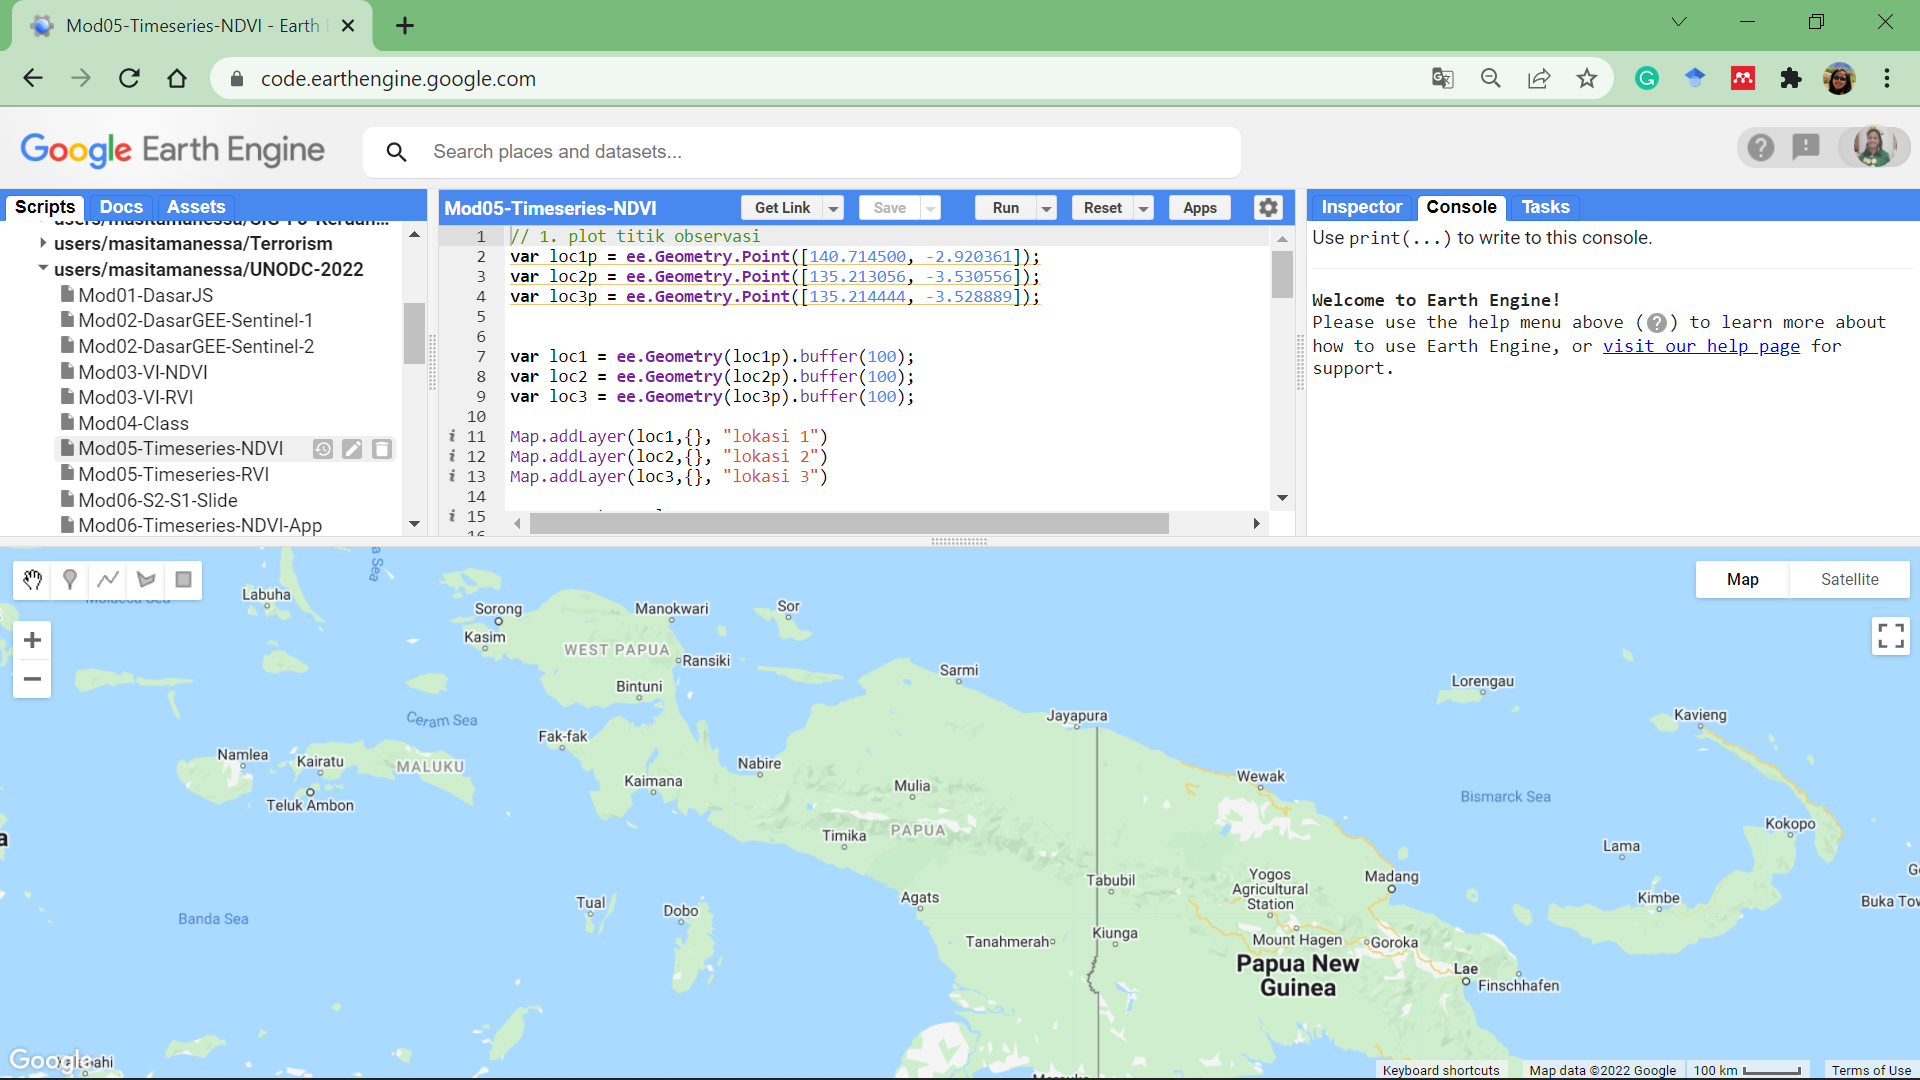 Mod05-Timeseries-NDVI - Earth
code.earthengine.google.com
Google Earth Engine
Search places and datasets...
Scripts Docs Assets
users/masitamanessa/Terrorism
users/masitamanessa/UNODC-2022
Mod01-DasarJS
Mod02-DasarGEE-Sentinel-1
Mod02-DasarGEE-Sentinel-2
Mod03-VI-NDVI
Mod03-VI-RVI
Mod04-Class
Mod05-Timeseries-NDVI
Mod05-Timeseries-RVI
Mod06-S2-S1-Slide
Mod06-Timeseries-NDVI-App
Mod05-Timeseries-NDVI Get Link Save Run Reset Apps
1 // 1. plot titik observasi
2 var loc1p = ee.Geometry.Point([140.714500, -2.920361]);
3 var loc2p = ee.Geometry.Point([135.213056, -3.530556]);
4 var loc3p = ee.Geometry.Point([135.214444, -3.528889]);
5
6
7 var loc1 = ee.Geometry(loc1p).buffer(100);
8 var loc2 = ee.Geometry(loc2p).buffer(100);
9 var loc3 = ee.Geometry(loc3p).buffer(100);
10
i 11 Map.addLayer(loc1,{}, "lokasi 1")
i 12 Map.addLayer(loc2,{}, "lokasi 2")
i 13 Map.addLayer(loc3,{}, "lokasi 3")
14
i 15
16
Inspector Console Tasks
Use print(...) to write to this console.
Welcome to Earth Engine!
Please use the help menu above (?) to learn more about
how to use Earth Engine, or visit our help page for
support.
Map Satellite
Sea
Labuha
Sorong
Manokwari
Sor
Kasim
WEST PAPUA
Ransiki
Sarmi
Bintuni
Lorengau
Ceram Sea
Jayapura
Kavieng
Fak-fak
Namlea
Kairatu
MALUKU
Nabire
Kaimana
Wewak
Mulia
Bismarck Sea
Teluk Ambon
Timika
PAPUA
Kokopo
Lama
Tabubil
Yogos
Agricultural
Station
Madang
Agats
Kimbe
Tual
Dobo
Buka Tow
Banda Sea
Tanahmerah
Kiunga
Mount Hagen
Goroka
Papua New
Guinea
Lae
Finschhafen
Google
Keyboard shortcuts Map data ©2022 Google 100 km Terms of Use